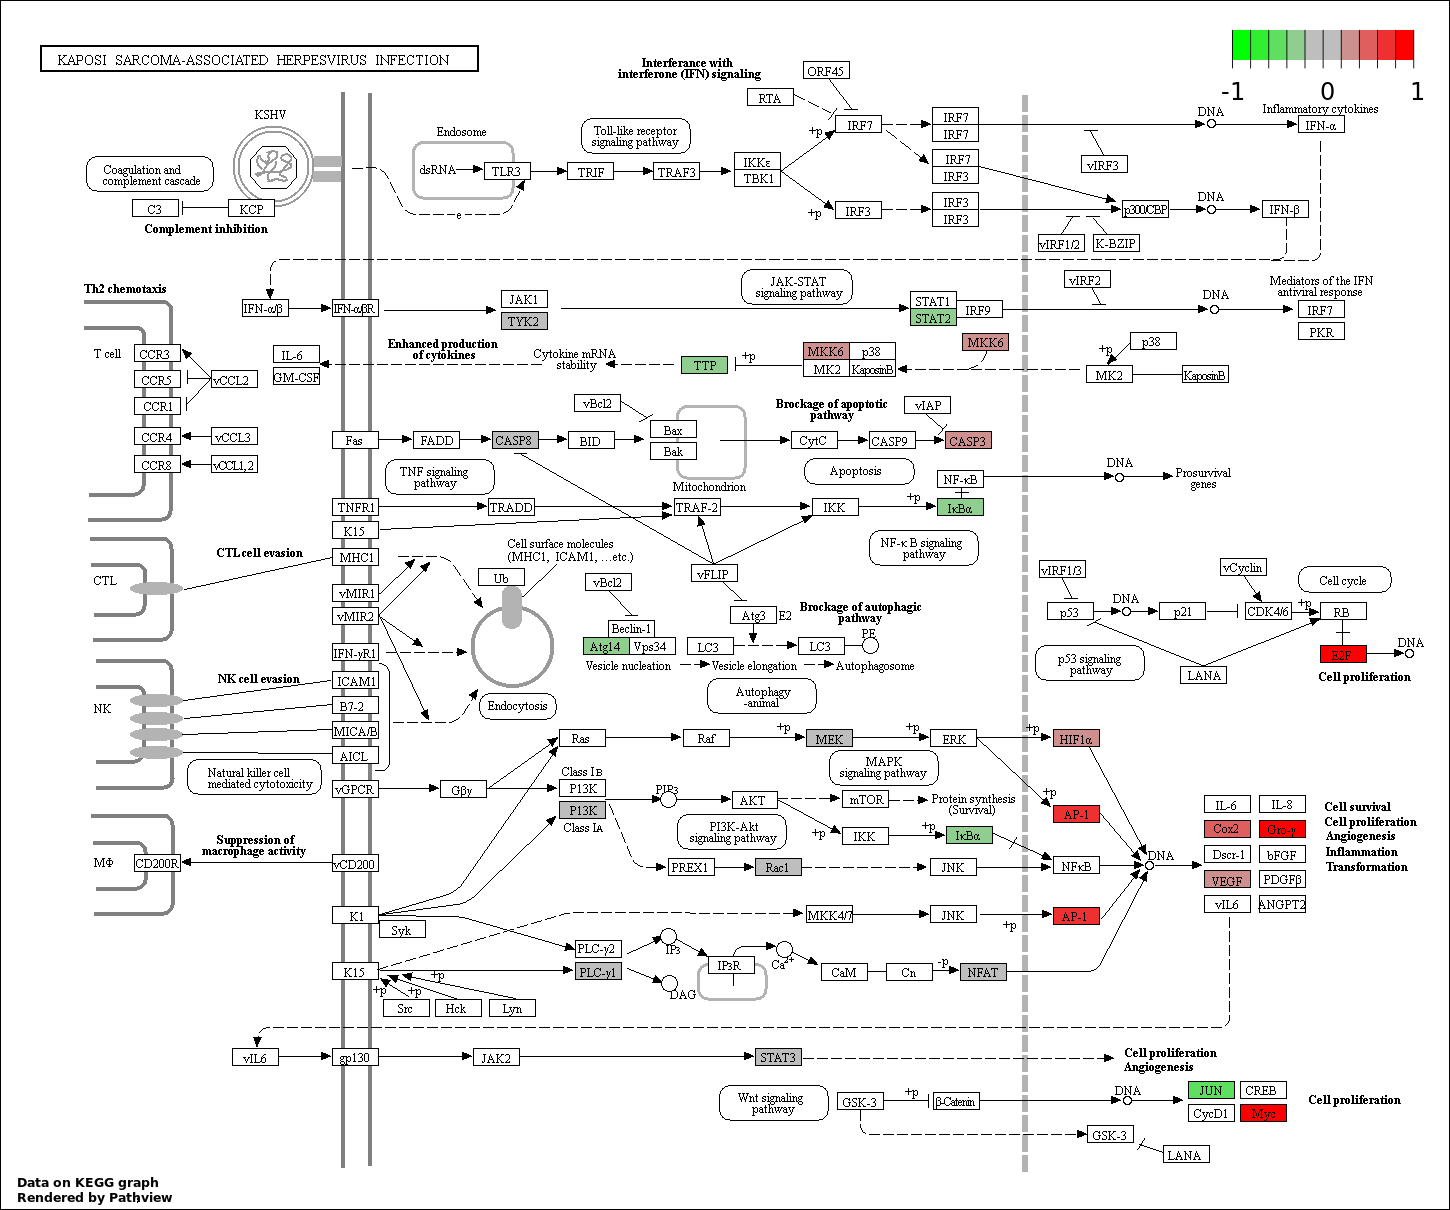 KAPOSI SARCOMA-ASSOCIATED HERPESVIRUS INFECTION
-1 0 1
Interferance with
interferone (IFN) signaling
ORF45
RTA
KSHV
Endosome
Toll-like receptor
signaling pathway
+p
IRF7
IRF7
IRF7
DNA
Inflammatory cytokines
IFN-α
Coagulation and
complement cascade
dsRNA
TLR3
TRIF
TRAF3
IKKε
TBK1
IRF7
IRF3
vIRF3
C3
KCP
Complement inhibition
e
+p
IRF3
IRF3
IRF3
p300/CBP
DNA
IFN-β
vIRF1/2
K-BZIP
Th2 chemotaxis
JAK-STAT
signaling pathway
vIRF2
Mediators of the IFN
antiviral response
IFN-α/β
IFN-α/βR
JAK1
TYK2
STAT1
STAT2
IRF9
DNA
IRF7
PKR
T cell
CCR3
CCR5
CCR1
CCR4
CCR8
vCCL2
vCCL3
vCCL1,2
IL-6
GM-CSF
Enhanced production
of cytokines
Cytokine mRNA
stability
TTP
+p
MKK6
p38
MK2
KaposinB
MKK6
+p
p38
MK2
KaposinB
vBcl2
Brockage of apoptotic
pathway
vIAP
Fas
FADD
CASP8
BID
Bax
Bak
CytC
CASP9
CASP3
TNF signaling
pathway
Mitochondrion
Apoptosis
NF-κB
DNA
Prosurvival
genes
TNFR1
TRADD
TRAF-2
IKK
+p
IκBα
K15
NF-κ B signaling
pathway
CTL cell evasion
MHC1
Cell surface molecules
(MHC1, ICAM1, ...etc.)
CTL
Ub
vBcl2
vFLIP
vIRF1/3
vCyclin
Cell cycle
vMIR1
vMIR2
Atg3
E2
Brockage of autophagic
pathway
p53
DNA
p21
CDK4/6
+p
RB
Beclin-1
Atg14
Vps34
LC3
LC3
PE
IFN-γR1
Vesicle nucleation
Vesicle elongation
Autophagosome
p53 signaling
pathway
E2F
DNA
LANA
Cell proliferation
NK cell evasion
ICAM1
B7-2
MICA/B
AICL
NK
Endocytosis
Autophagy
-animal
Natural killer cell
mediated cytotoxicity
Ras
Raf
+p
MEK
+p
ERK
+p
HIF1α
MAPK
signaling pathway
vGPCR
Gβγ
Class IB
P13K
P13K
Class IA
PIP3
AKT
mTOR
Protein synthesis
(Survival)
+p
AP-1
PI3K-Akt
signaling pathway
+p
IKK
+p
IκBα
IL-6
IL-8
Cox2
Gro-γ
Dscr-1
bFGF
VEGF
PDGFβ
vIL6
ANGPT2
Cell survival
Cell proliferation
Angiogenesis
Inflammation
Transformation
Suppression of
macrophage activity
MΦ
CD200R
vCD200
PREX1
Rac1
JNK
NFκB
DNA
K1
Syk
MKK4/7
JNK
+p
AP-1
PLC-γ2
PLC-γ1
IP3
DAG
IP3R
Ca2+
CaM
Cn
-p
NFAT
K15
+p
+p
+p
Src
Hck
Lyn
vIL6
gp130
JAK2
STAT3
Cell proliferation
Angiogenesis
Wnt signaling
pathway
GSK-3
+p
β-Catenin
DNA
JUN
CREB
CycD1
Myc
Cell proliferation
GSK-3
LANA
Data on KEGG graph
Rendered by Pathview